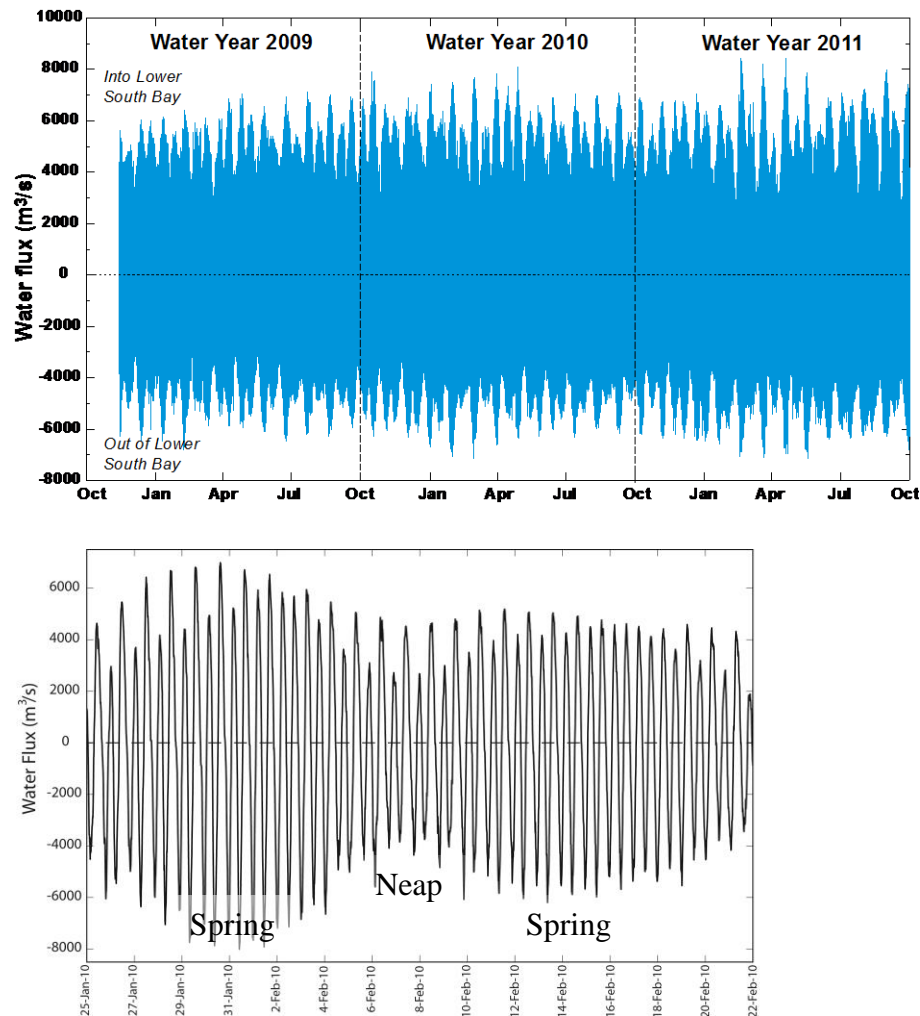 10000
Water Year 2009 Water Year 2010 Water Year 2011
8000
Into Lower
South Bay
6000
4000
2000
0
-2000
-4000
-6000
Out of Lower
South Bay
-8000
Water flux (m³/s)
Oct Jan Apr Jul Oct Jan Apr Jul Oct Jan Apr Jul Oct
6000
4000
2000
0
-2000
-4000
-6000
-8000
Water Flux (m³/s)
Neap
Spring Spring
25-Jan-10 27-Jan-10 29-Jan-10 31-Jan-10 2-Feb-10 4-Feb-10 6-Feb-10 8-Feb-10 10-Feb-10 12-Feb-10 14-Feb-10 16-Feb-10 18-Feb-10 20-Feb-10 22-Feb-10